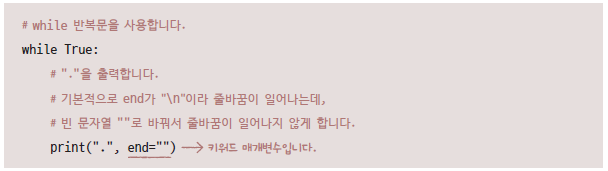 # while 반복문을 사용합니다.
while True:
    # "."을 출력합니다.
    # 기본적으로 end가 "\n"이라 줄바꿈이 일어나는데,
    # 빈 문자열 ""로 바꿔서 줄바꿈이 일어나지 않게 합니다.
    print(".", end="") → 키워드 매개변수입니다.